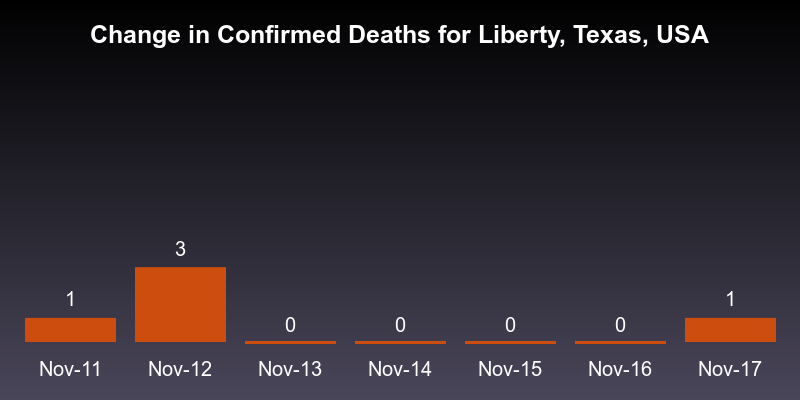 Change in Confirmed Deaths for Liberty, Texas, USA
1
3
0
0
0
0
1
Nov-11
Nov-12
Nov-13
Nov-14
Nov-15
Nov-16
Nov-17